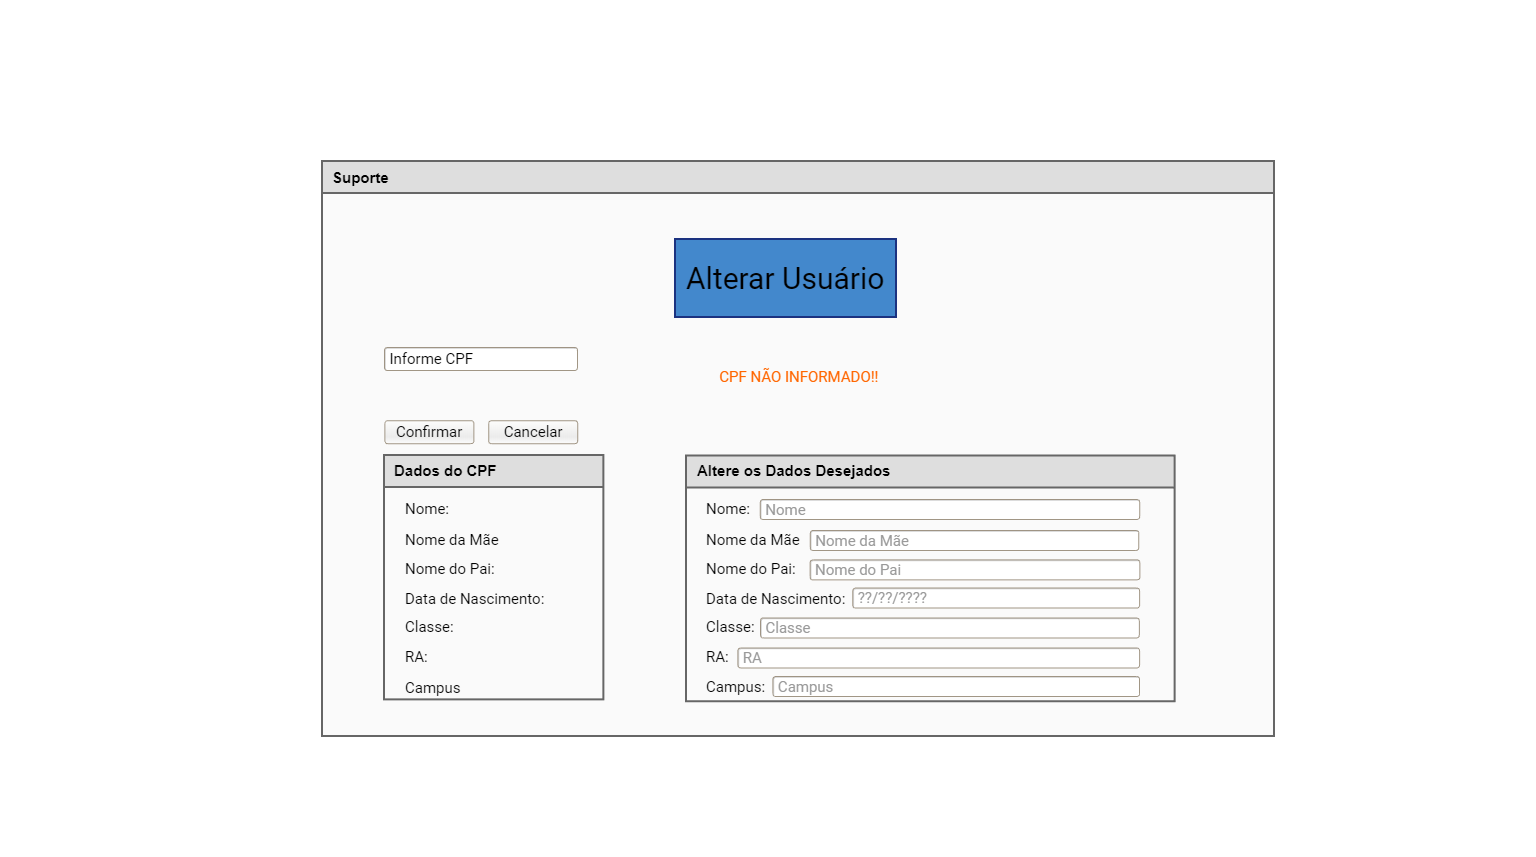 Suporte
Alterar Usuário
Informe CPF
CPF NÃO INFORMADO!!
Confirmar Cancelar
Dados do CPF
Nome:
Nome da Mãe
Nome do Pai:
Data de Nascimento:
Classe:
RA:
Campus
Altere os Dados Desejados
Nome: Nome
Nome da Mãe Nome da Mãe
Nome do Pai: Nome do Pai
Data de Nascimento: ??/??/????
Classe: Classe
RA: RA
Campus: Campus